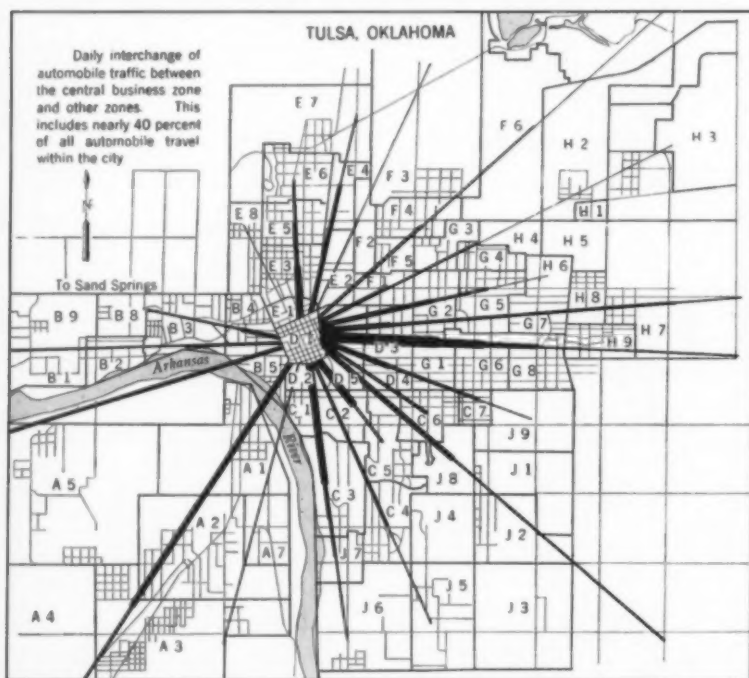 TULSA, OKLAHOMA
Daily interchange of
automobile traffic between
the central business zone
and other zones. This
includes nearly 40 percent
of all automobile travel
within the city
N
To Sand Springs
E 7
F 6
H 2
H 3
E 6
E 4
F 3
E 8
F 4
H 1
E 5
F 2
G 3
H 4
H 5
E 3
F 5
G 4
H 6
E 2
F 1
B 9
B 8
B 4
E 1
G 2
G 5
H 8
B 3
G 7
H 7
D 1
D 3
H 9
B 1
B 2
Arkansas
B 5
G 1
G 6
G 8
D 2
D 5
D 4
C 1
C 2
C 6
C 7
River
J 9
A 1
C 5
J 8
J 1
A 5
C 3
C 4
J 4
A 2
J 2
A 7
J 7
J 5
A 4
J 6
J 3
A 3